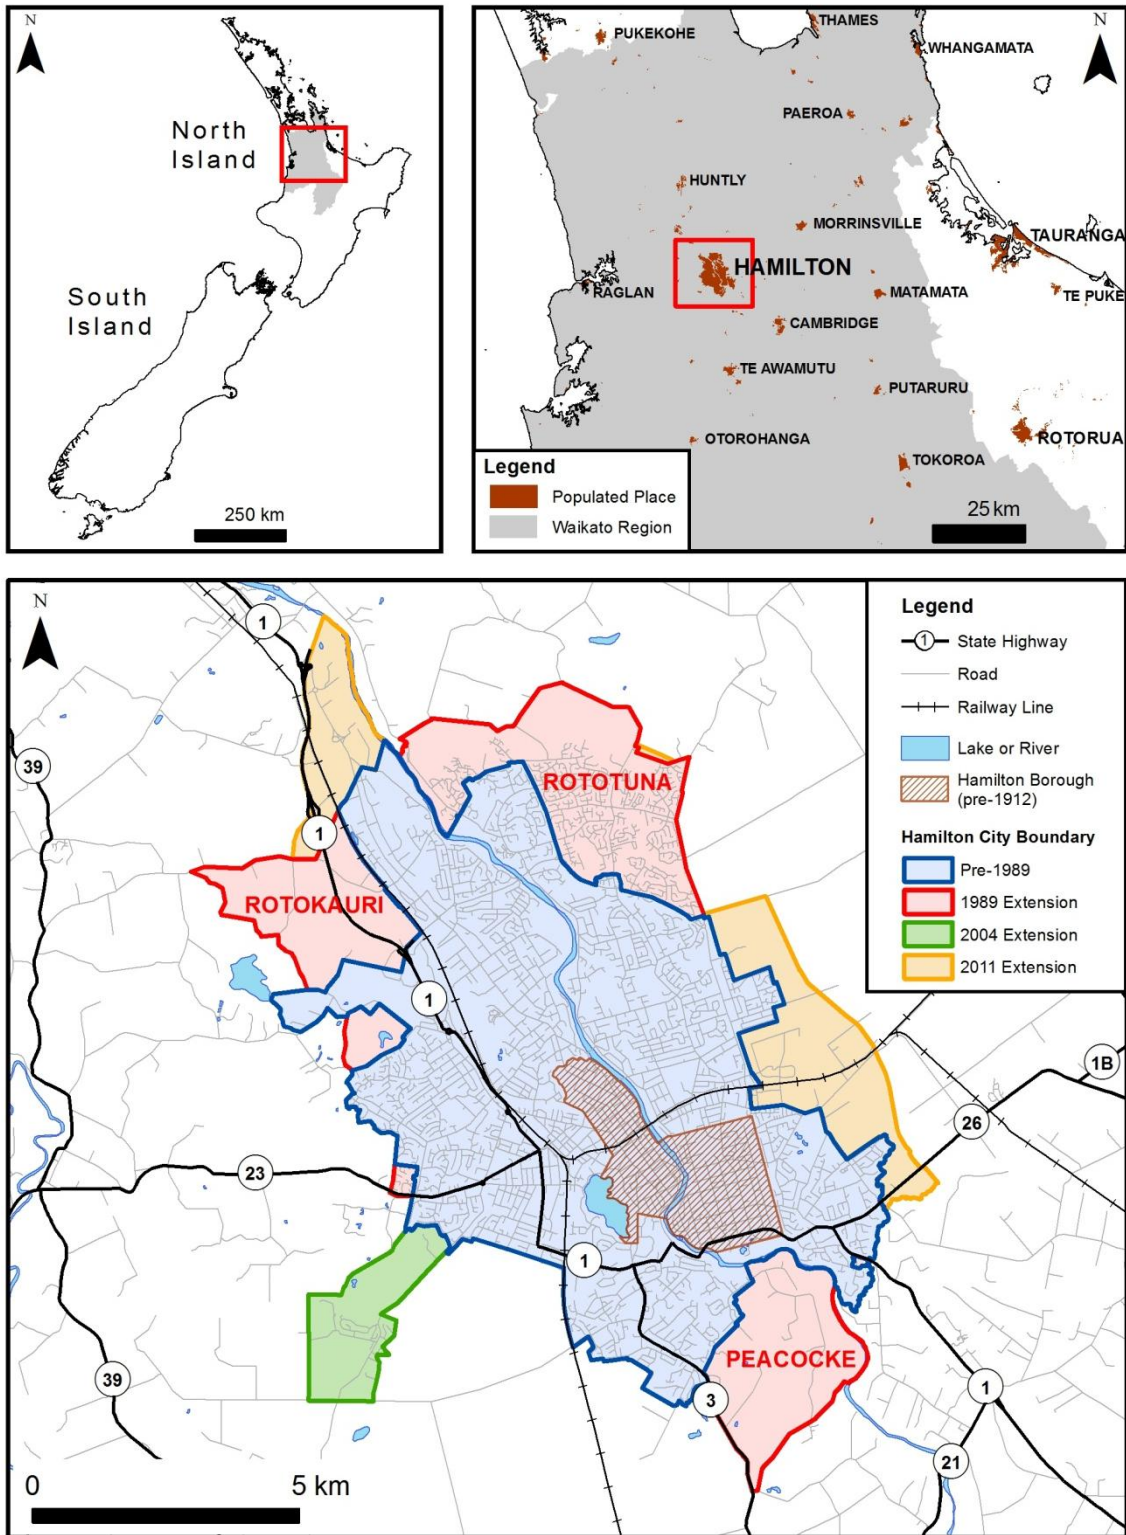 N
North
Island
South
Island
250 km
N
THAMES
PUKEKOHE
WHANGAMATA
PAEROA
HUNTLY
MORRINSVILLE
TAURANGA
HAMILTON
RAGLAN
MATAMATA
TE PUKE
CAMBRIDGE
TE AWAMUTU
PUTARURU
OTOROHANGA
ROTORUA
TOKOROA
Legend
Populated Place
Waikato Region
25 km
N
1
39
ROTOTUNA
1
ROTOKAURI
1
1B
26
23
1
PEACOCKE
39
3
1
21
0 5 km
Legend
1 State Highway
Road
Railway Line
Lake or River
Hamilton Borough
(pre-1912)
Hamilton City Boundary
Pre-1989
1989 Extension
2004 Extension
2011 Extension